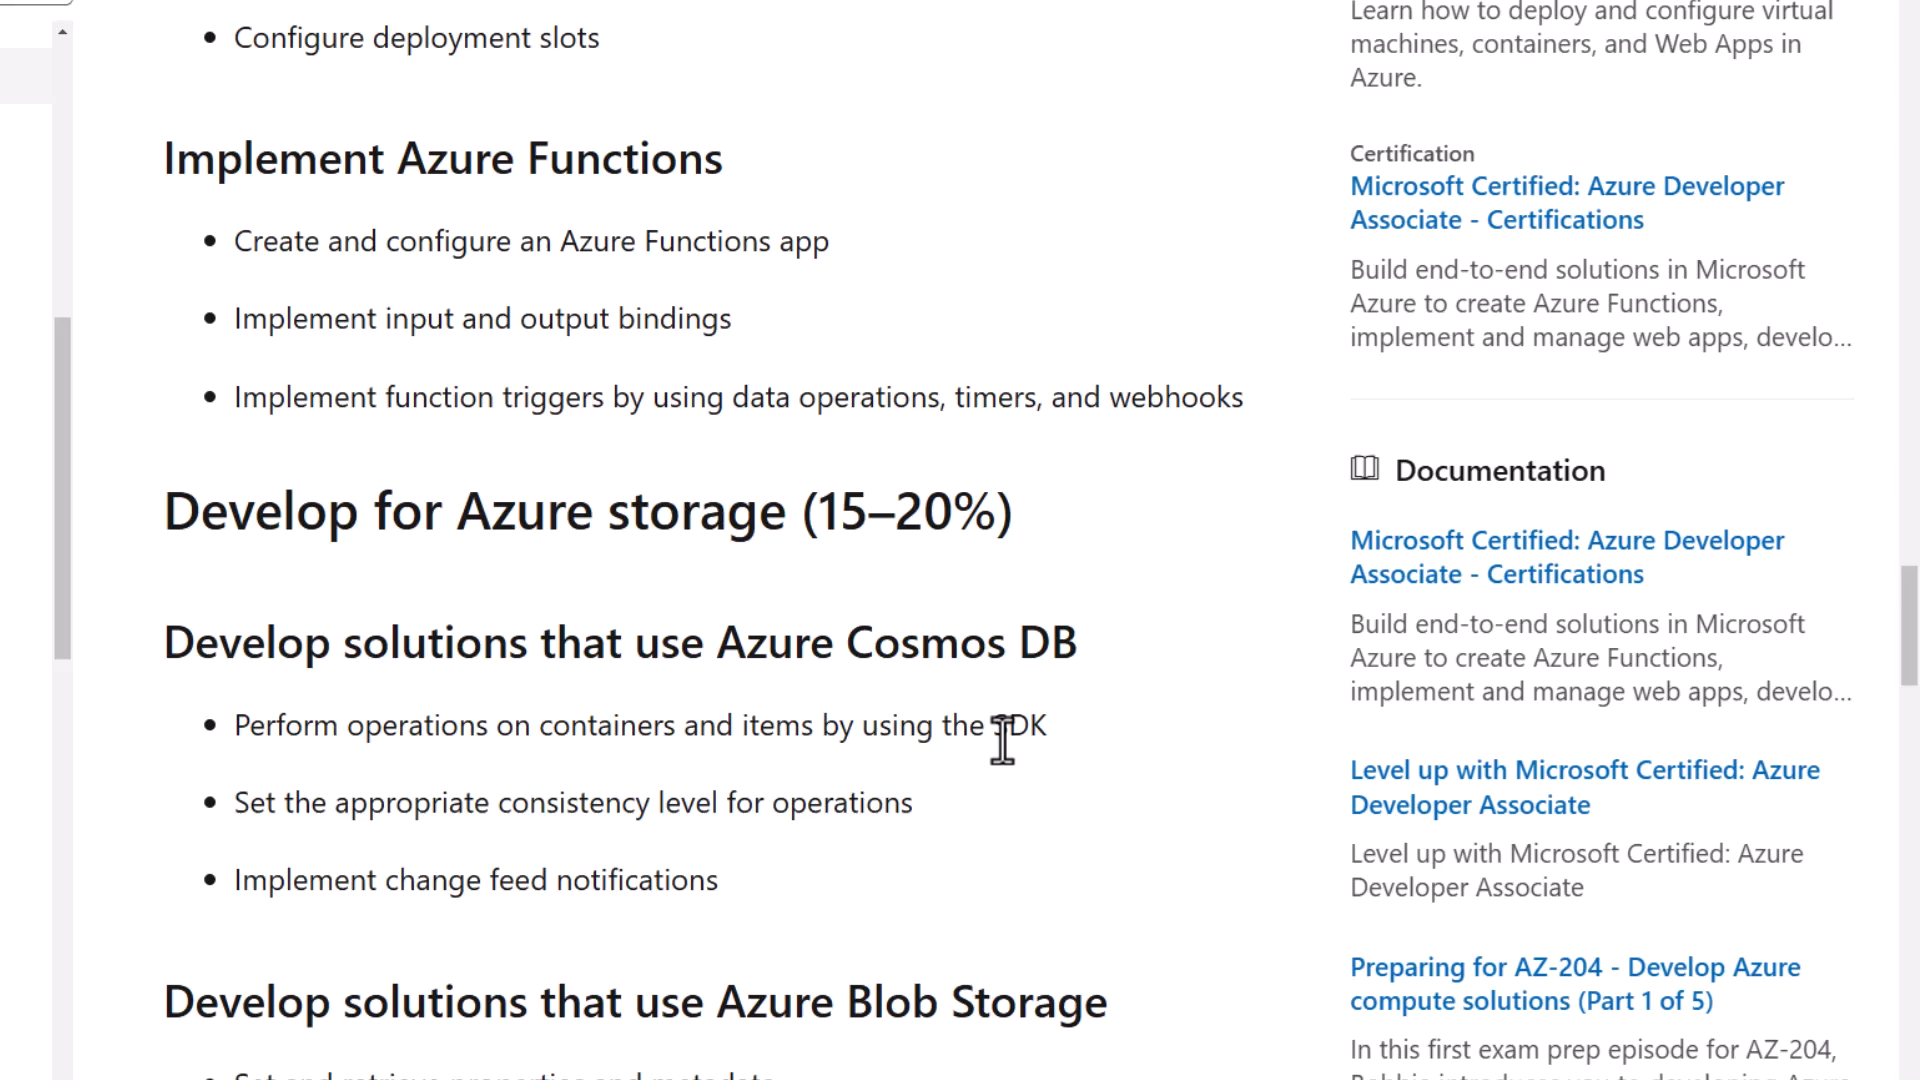 Configure deployment slots
Implement Azure Functions
Create and configure an Azure Functions app
Implement input and output bindings
Implement function triggers by using data operations, timers, and webhooks
Develop for Azure storage (15–20%)
Develop solutions that use Azure Cosmos DB
Perform operations on containers and items by using the SDK
Set the appropriate consistency level for operations
Implement change feed notifications
Develop solutions that use Azure Blob Storage
Set and retrieve properties and metadata
Learn how to deploy and configure virtual
machines, containers, and Web Apps in
Azure.
Certification
Microsoft Certified: Azure Developer
Associate - Certifications
Build end-to-end solutions in Microsoft
Azure to create Azure Functions,
implement and manage web apps, develo...
Documentation
Microsoft Certified: Azure Developer
Associate - Certifications
Build end-to-end solutions in Microsoft
Azure to create Azure Functions,
implement and manage web apps, develo...
Level up with Microsoft Certified: Azure
Developer Associate
Level up with Microsoft Certified: Azure
Developer Associate
Preparing for AZ-204 - Develop Azure
compute solutions (Part 1 of 5)
In this first exam prep episode for AZ-204,